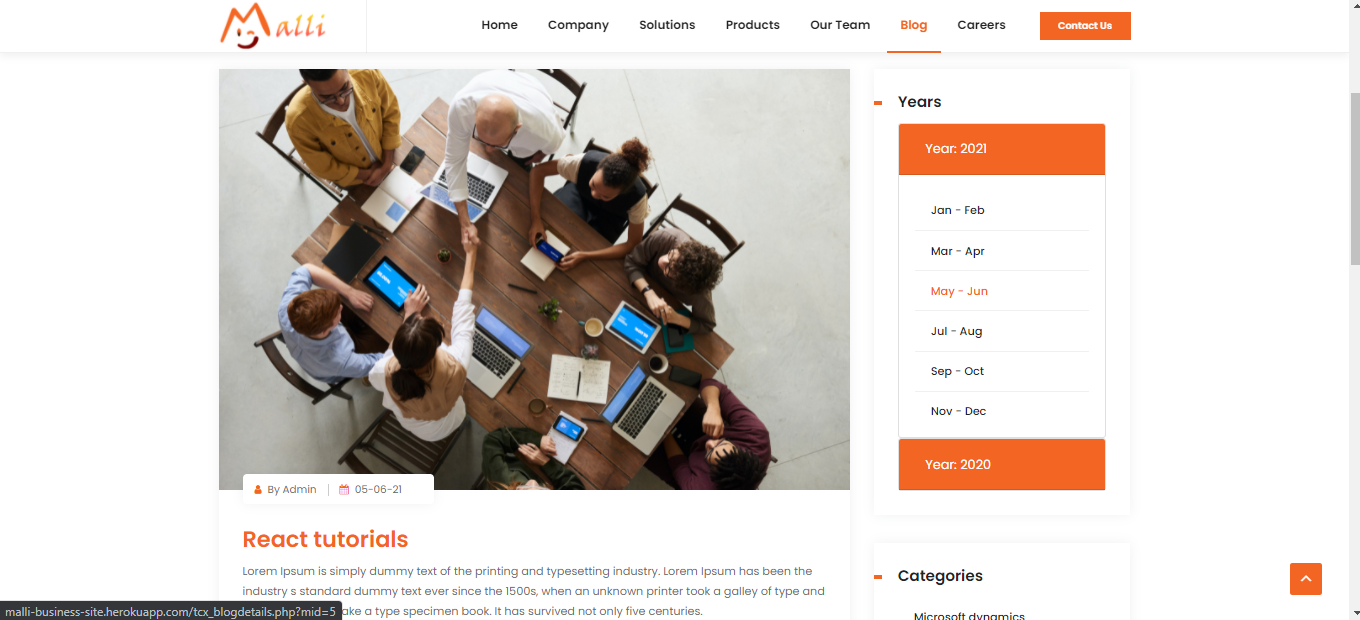 Malli
Home Company Solutions Products Our Team Blog Careers Contact Us
By Admin 05-06-21
React tutorials
Lorem Ipsum is simply dummy text of the printing and typesetting industry. Lorem Ipsum has been the
industry s standard dummy text ever since the 1500s, when an unknown printer took a galley of type and
ake a type specimen book. It has survived not only five centuries.
Years
Year: 2021
Jan - Feb
Mar - Apr
May - Jun
Jul - Aug
Sep - Oct
Nov - Dec
Year: 2020
Categories
Microsoft dynamics
malli-business-site.herokuapp.com/tcx_blogdetails.php?mid=5